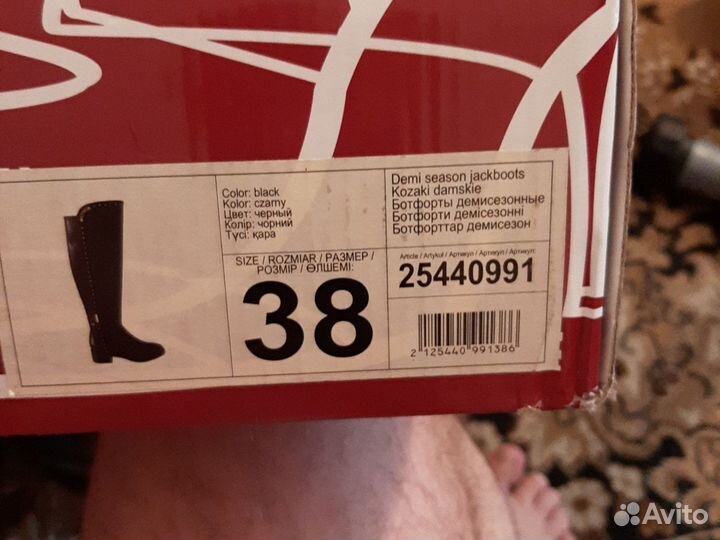 Color: black
Kolor: czarny
Цвет: черный
Колір: чорний
Түсі: қара
SIZE / ROZMIAR / РАЗМЕР /
РОЗМІР / ӨЛШЕМІ:
38
Demi season jackboots
Kozaki damskie
Ботфорты демисезонные
Ботфорти демісезонні
Ботфорттар демисезон
Article / Artykuł / Артикул / Артикул / Артикул:
25440991
2 125440 991386
Avito